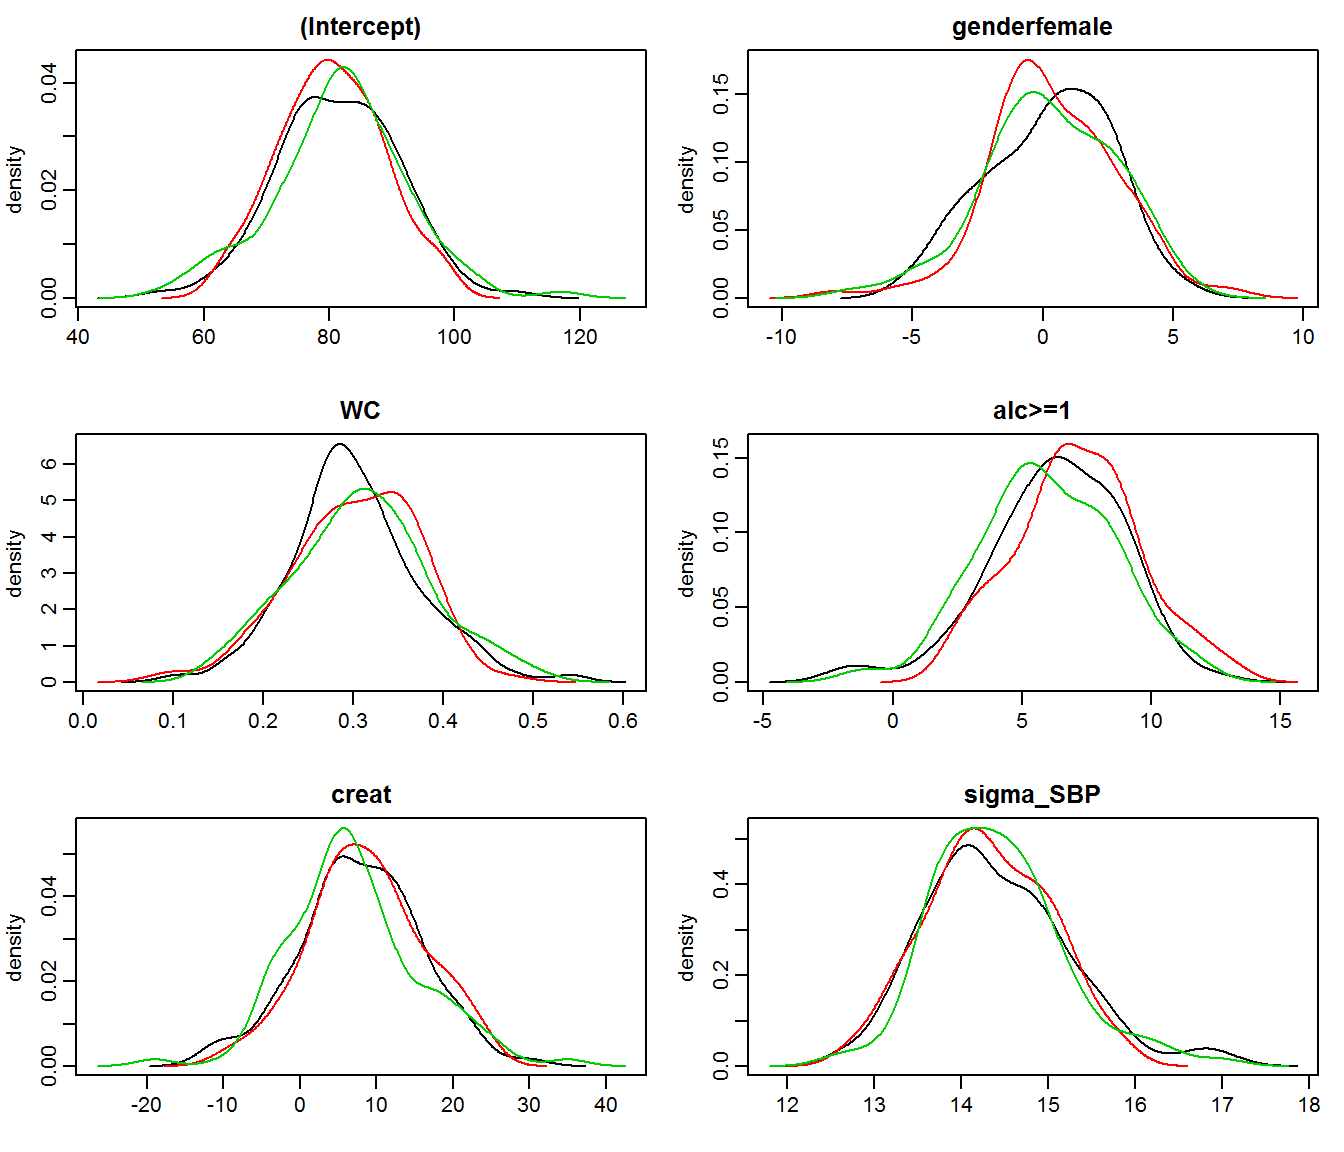 (Intercept)
density
0.00 0.02 0.04
40 60 80 100 120
genderfemale
density
0.00 0.05 0.10 0.15
-10 -5 0 5 10
WC
density
0 1 2 3 4 5 6
0.0 0.1 0.2 0.3 0.4 0.5 0.6
alc>=1
density
0.00 0.05 0.10 0.15
-5 0 5 10 15
creat
density
0.00 0.02 0.04
-20 -10 0 10 20 30 40
sigma_SBP
density
0.0 0.2 0.4
12 13 14 15 16 17 18